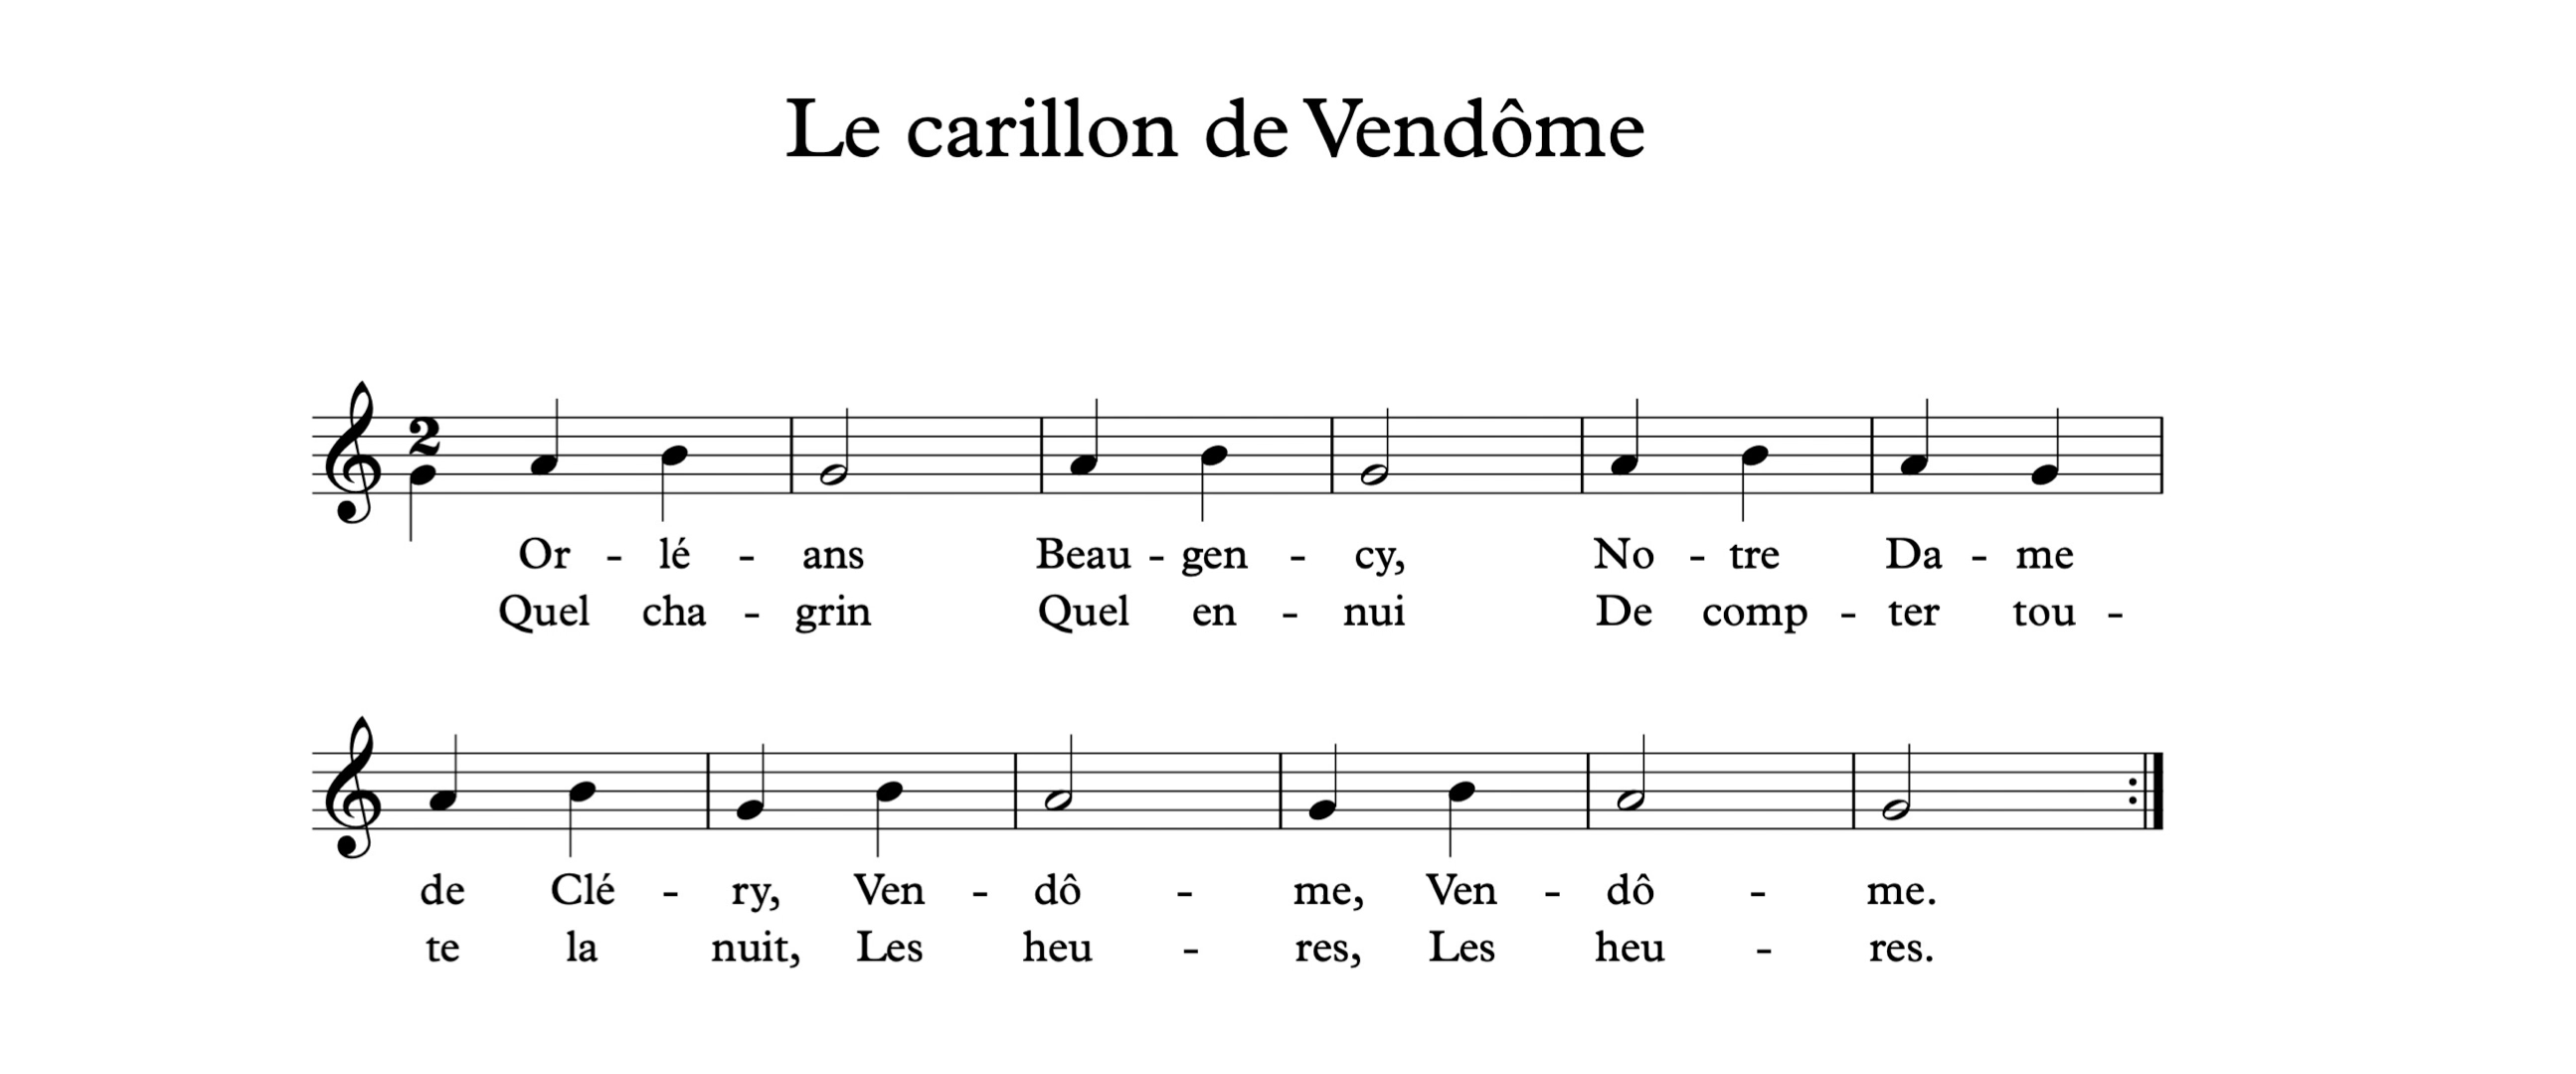 Le carillon de Vendôme
2
Or - lé - ans Beau - gen - cy, No - tre Da - me
Quel cha - grin Quel en - nui De comp - ter tou -
de Clé - ry, Ven - dô - me, Ven - dô - me.
te la nuit, Les heu - res, Les heu - res.